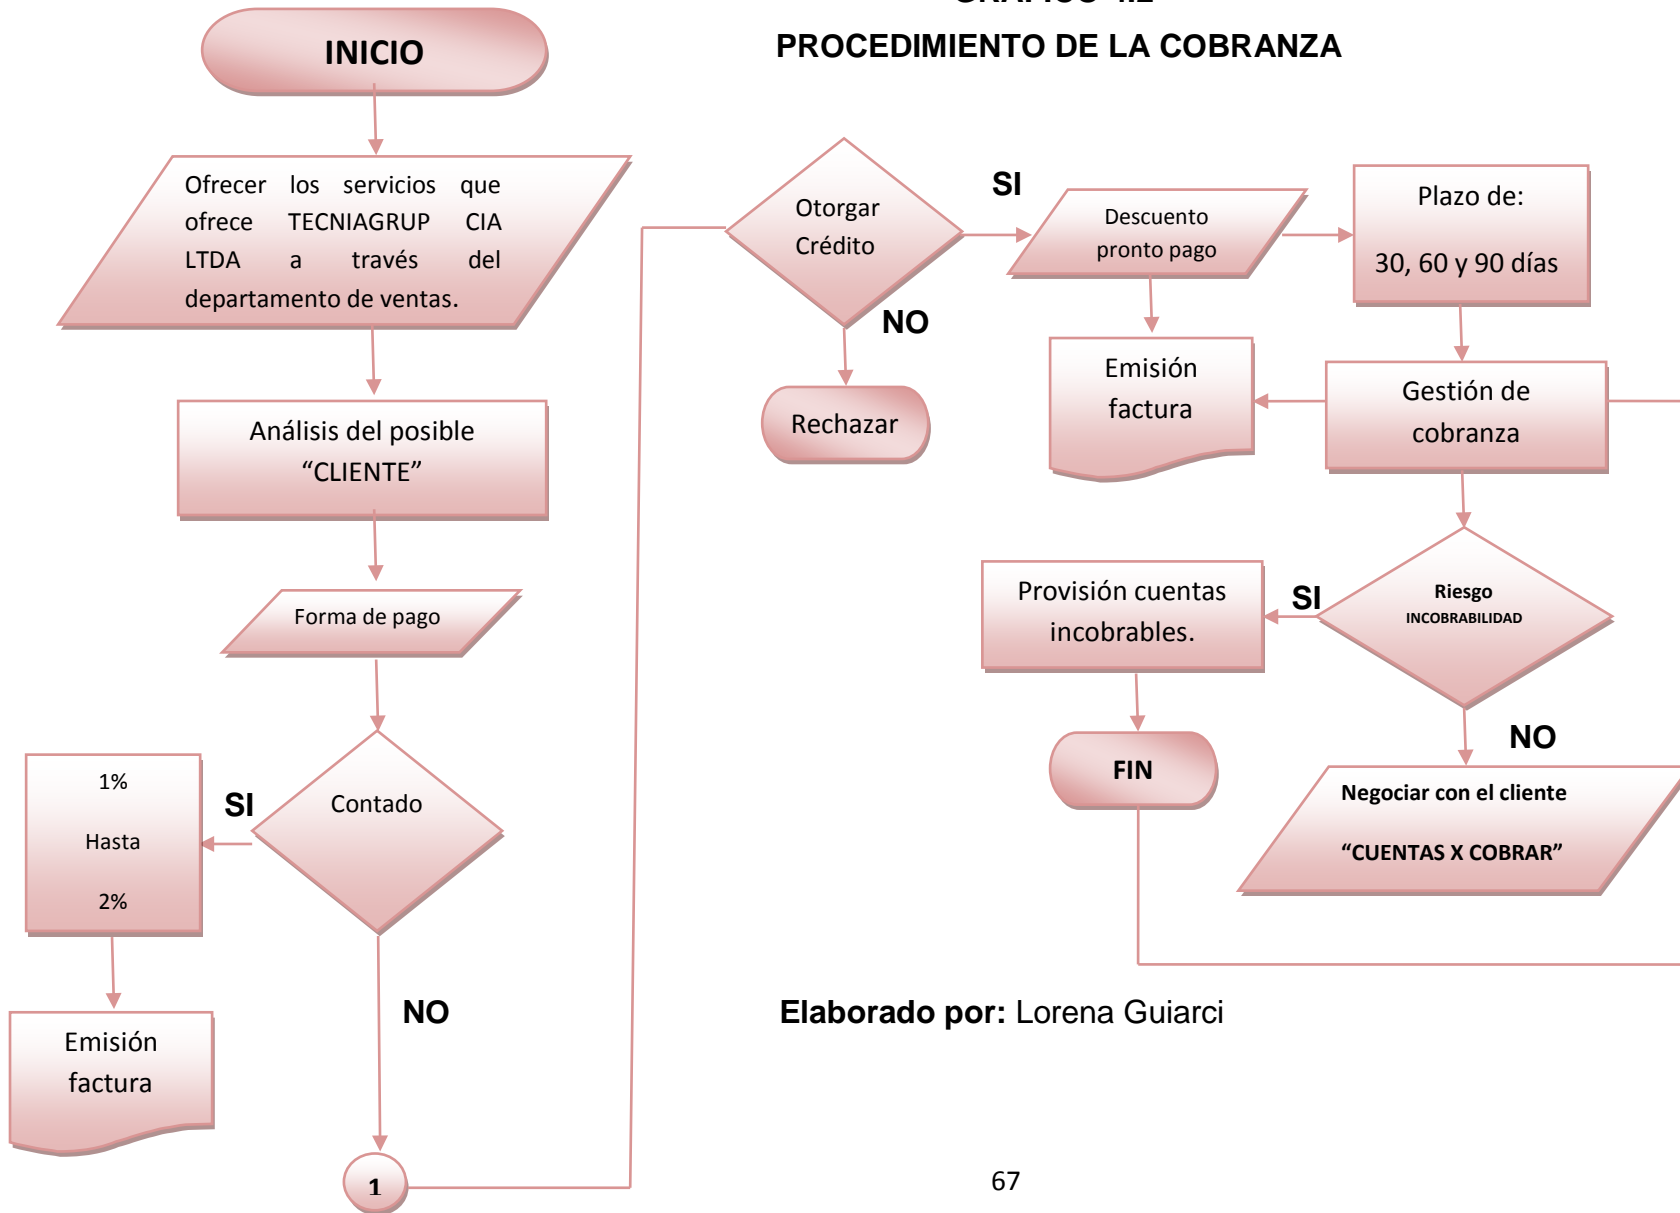 PROCEDIMIENTO DE LA COBRANZA
INICIO
Ofrecer los servicios que
ofrece TECNIAGRUP CIA
LTDA a través del
departamento de ventas.
Análisis del posible
“CLIENTE”
Forma de pago
Contado
SI
1%
Hasta
2%
Emisión
factura
NO
1
Otorgar
Crédito
SI
NO
Rechazar
Descuento
pronto pago
Plazo de:
30, 60 y 90 días
Emisión
factura
Gestión de
cobranza
Riesgo
INCOBRABILIDAD
SI
Provisión cuentas
incobrables.
FIN
NO
Negociar con el cliente
“CUENTAS X COBRAR”
Elaborado por: Lorena Guiarci
67